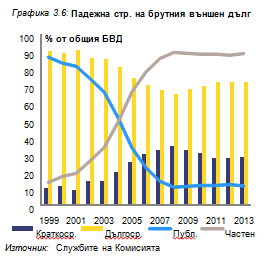 Графика 3.6: Падежна стр. на брутния външен дълг
% от общия БВД
100
90
80
70
60
50
40
30
20
10
0
1999 2001 2003 2005 2007 2009 2011 2013
Краткоср. Дългоср. Публ. Частен
Източник: Службите на Комисията